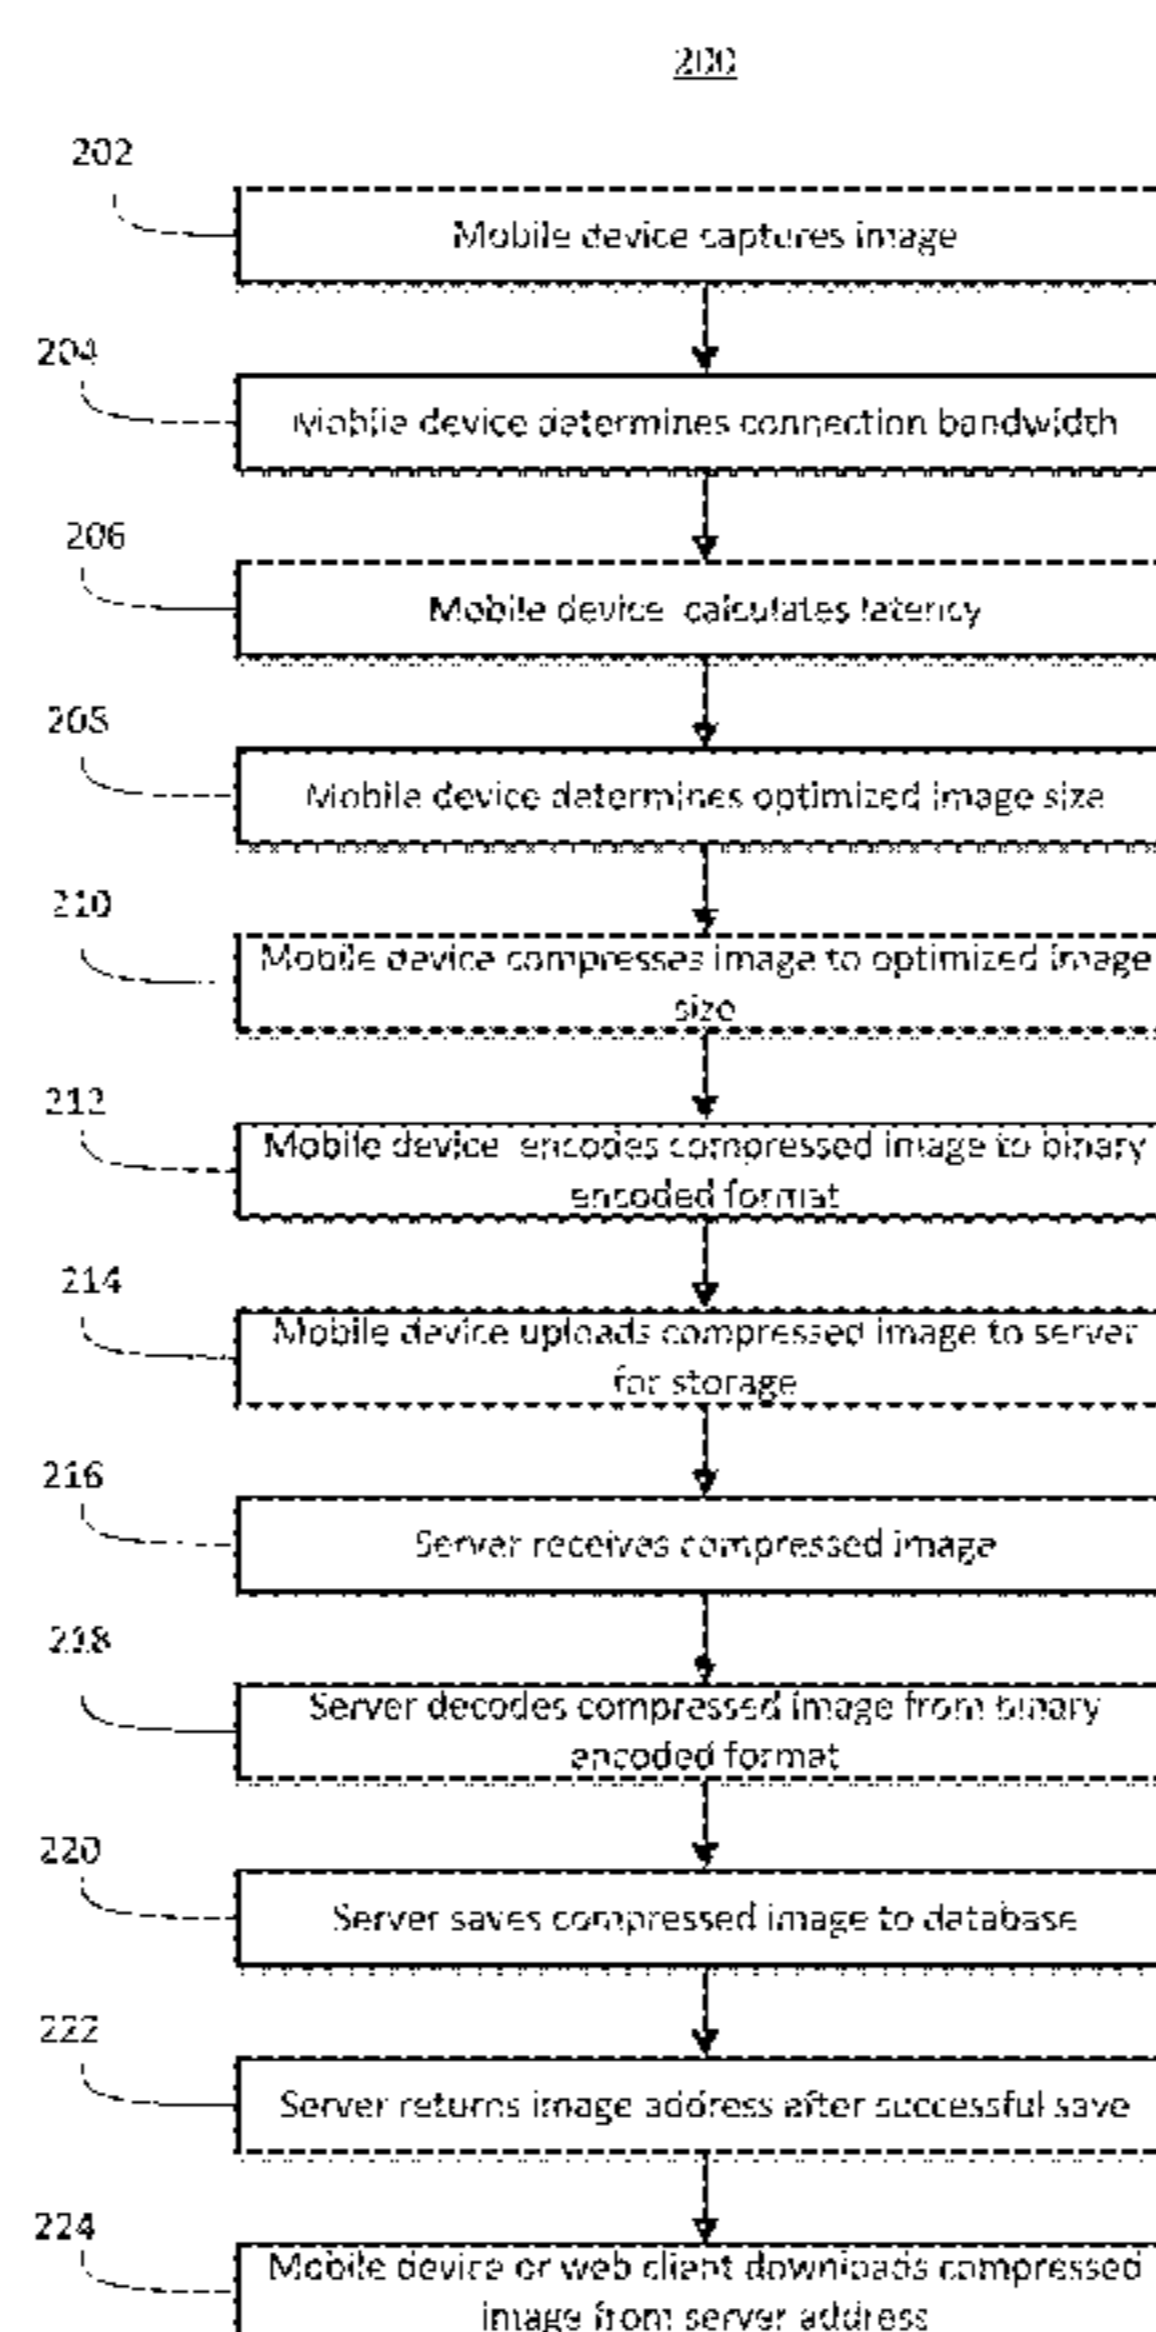 200
202
Mobile device captures image
204
Mobile device determines connection bandwidth
206
Mobile device calculates latency
208
Mobile device determines optimized image size
210
Mobile device compresses image to optimized image
size
212
Mobile device encodes compressed image to binary
encoded format
214
Mobile device uploads compressed image to server
for storage
216
Server receives compressed image
218
Server decodes compressed image from binary
encoded format
220
Server saves compressed image to database
222
Server returns image address after successful save
224
Mobile device or web client downloads compressed
image from server address